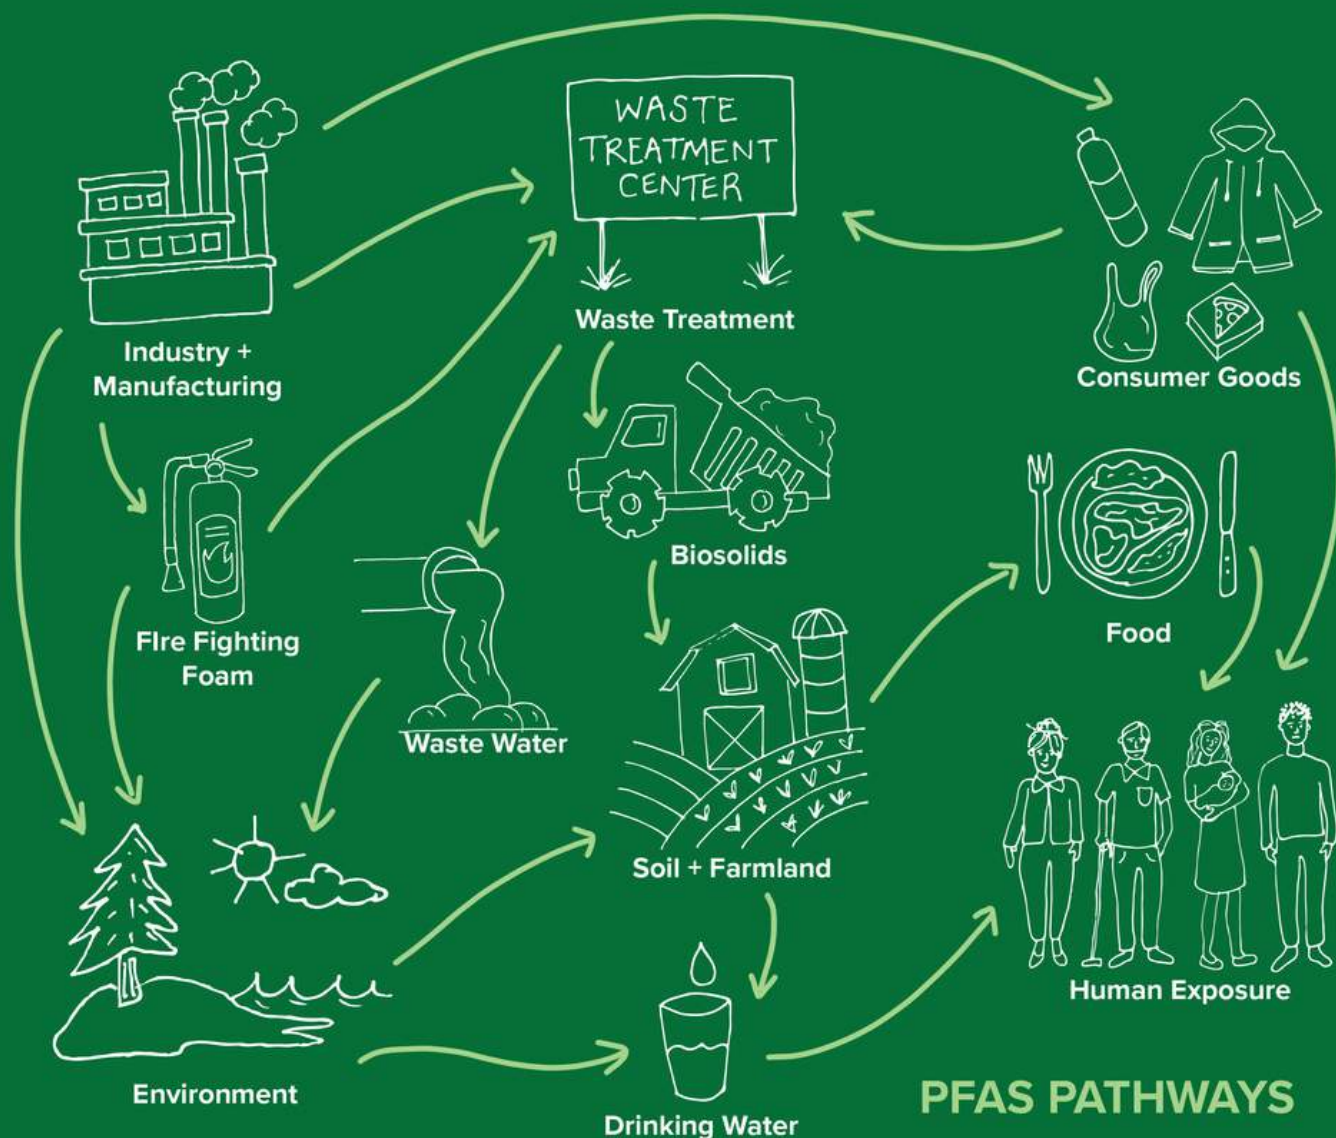 WASTE
TREATMENT
CENTER
Waste Treatment
Industry +
Manufacturing
Consumer Goods
Biosolids
FIre Fighting
Foam
Food
Waste Water
Soil + Farmland
Human Exposure
Environment
Drinking Water
PFAS PATHWAYS